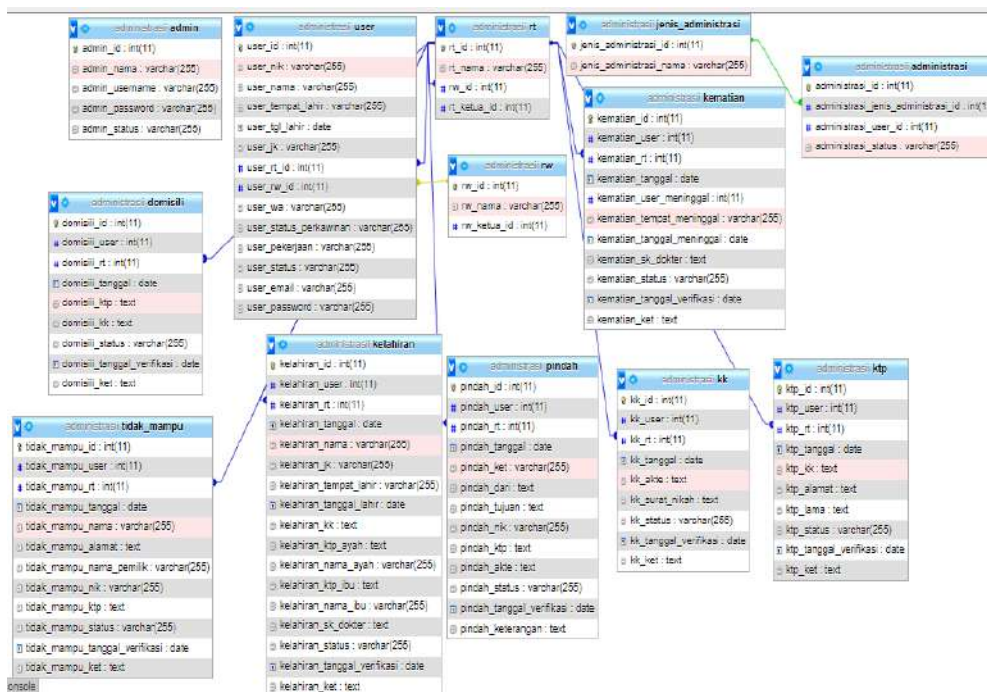 administrasi admin
admin_id : int(11)
admin_nama : varchar(255)
admin_username : varchar(255)
admin_password : varchar(255)
admin_status : varchar(255)
administrasi user
user_id : int(11)
user_nik : varchar(255)
user_nama : varchar(255)
user_tempat_lahir : varchar(255)
user_tgl_lahir : date
user_jk : varchar(255)
user_rt_id : int(11)
user_rw_id : int(11)
user_wa : varchar(255)
user_status_perkawinan : varchar(255)
user_pekerjaan : varchar(255)
user_status : varchar(255)
user_email : varchar(255)
user_password : varchar(255)
administrasi rt
rt_id : int(11)
rt_nama : varchar(255)
rw_id : int(11)
rt_ketua_id : int(11)
administrasi jenis_administrasi
jenis_administrasi_id : int(11)
jenis_administrasi_nama : varchar(255)
administrasi administrasi
administrasi_id : int(11)
administrasi_jenis_administrasi_id : int(1
administrasi_user_id : int(11)
administrasi_status : varchar(255)
administrasi kematian
kematian_id : int(11)
kematian_user : int(11)
kematian_rt : int(11)
kematian_tanggal : date
kematian_user_meninggal : int(11)
kematian_tempat_meninggal : varchar(255)
kematian_tanggal_meninggal : date
kematian_sk_dokter : text
kematian_status : varchar(255)
kematian_tanggal_verifikasi : date
kematian_ket : text
administrasi rw
rw_id : int(11)
rw_nama : varchar(255)
rw_ketua_id : int(11)
administrasi domisili
domisili_id : int(11)
domisili_user : int(11)
domisili_rt : int(11)
domisili_tanggal : date
domisili_ktp : text
domisili_kk : text
domisili_status : varchar(255)
domisili_tanggal_verifikasi : date
domisili_ket : text
administrasi kelahiran
kelahiran_id : int(11)
kelahiran_user : int(11)
kelahiran_rt : int(11)
kelahiran_tanggal : date
kelahiran_nama : varchar(255)
kelahiran_jk : varchar(255)
kelahiran_tempat_lahir : varchar(255)
kelahiran_tanggal_lahir : date
kelahiran_kk : text
kelahiran_ktp_ayah : text
kelahiran_nama_ayah : varchar(255)
kelahiran_ktp_ibu : text
kelahiran_nama_ibu : varchar(255)
kelahiran_sk_dokter : text
kelahiran_status : varchar(255)
kelahiran_tanggal_verifikasi : date
kelahiran_ket : text
administrasi pindah
pindah_id : int(11)
pindah_user : int(11)
pindah_rt : int(11)
pindah_tanggal : date
pindah_ket : varchar(255)
pindah_dari : text
pindah_tujuan : text
pindah_nik : varchar(255)
pindah_ktp : text
pindah_akte : text
pindah_status : varchar(255)
pindah_tanggal_verifikasi : date
pindah_keterangan : text
administrasi kk
kk_id : int(11)
kk_user : int(11)
kk_rt : int(11)
kk_tanggal : date
kk_akte : text
kk_surat_nikah : text
kk_status : varchar(255)
kk_tanggal_verifikasi : date
kk_ket : text
administrasi ktp
ktp_id : int(11)
ktp_user : int(11)
ktp_rt : int(11)
ktp_tanggal : date
ktp_kk : text
ktp_alamat : text
ktp_lama : text
ktp_status : varchar(255)
ktp_tanggal_verifikasi : date
ktp_ket : text
administrasi tidak_mampu
tidak_mampu_id : int(11)
tidak_mampu_user : int(11)
tidak_mampu_rt : int(11)
tidak_mampu_tanggal : date
tidak_mampu_nama : varchar(255)
tidak_mampu_alamat : text
tidak_mampu_nama_pemilik : varchar(255)
tidak_mampu_nik : varchar(255)
tidak_mampu_ktp : text
tidak_mampu_status : varchar(255)
tidak_mampu_tanggal_verifikasi : date
tidak_mampu_ket : text
onsole